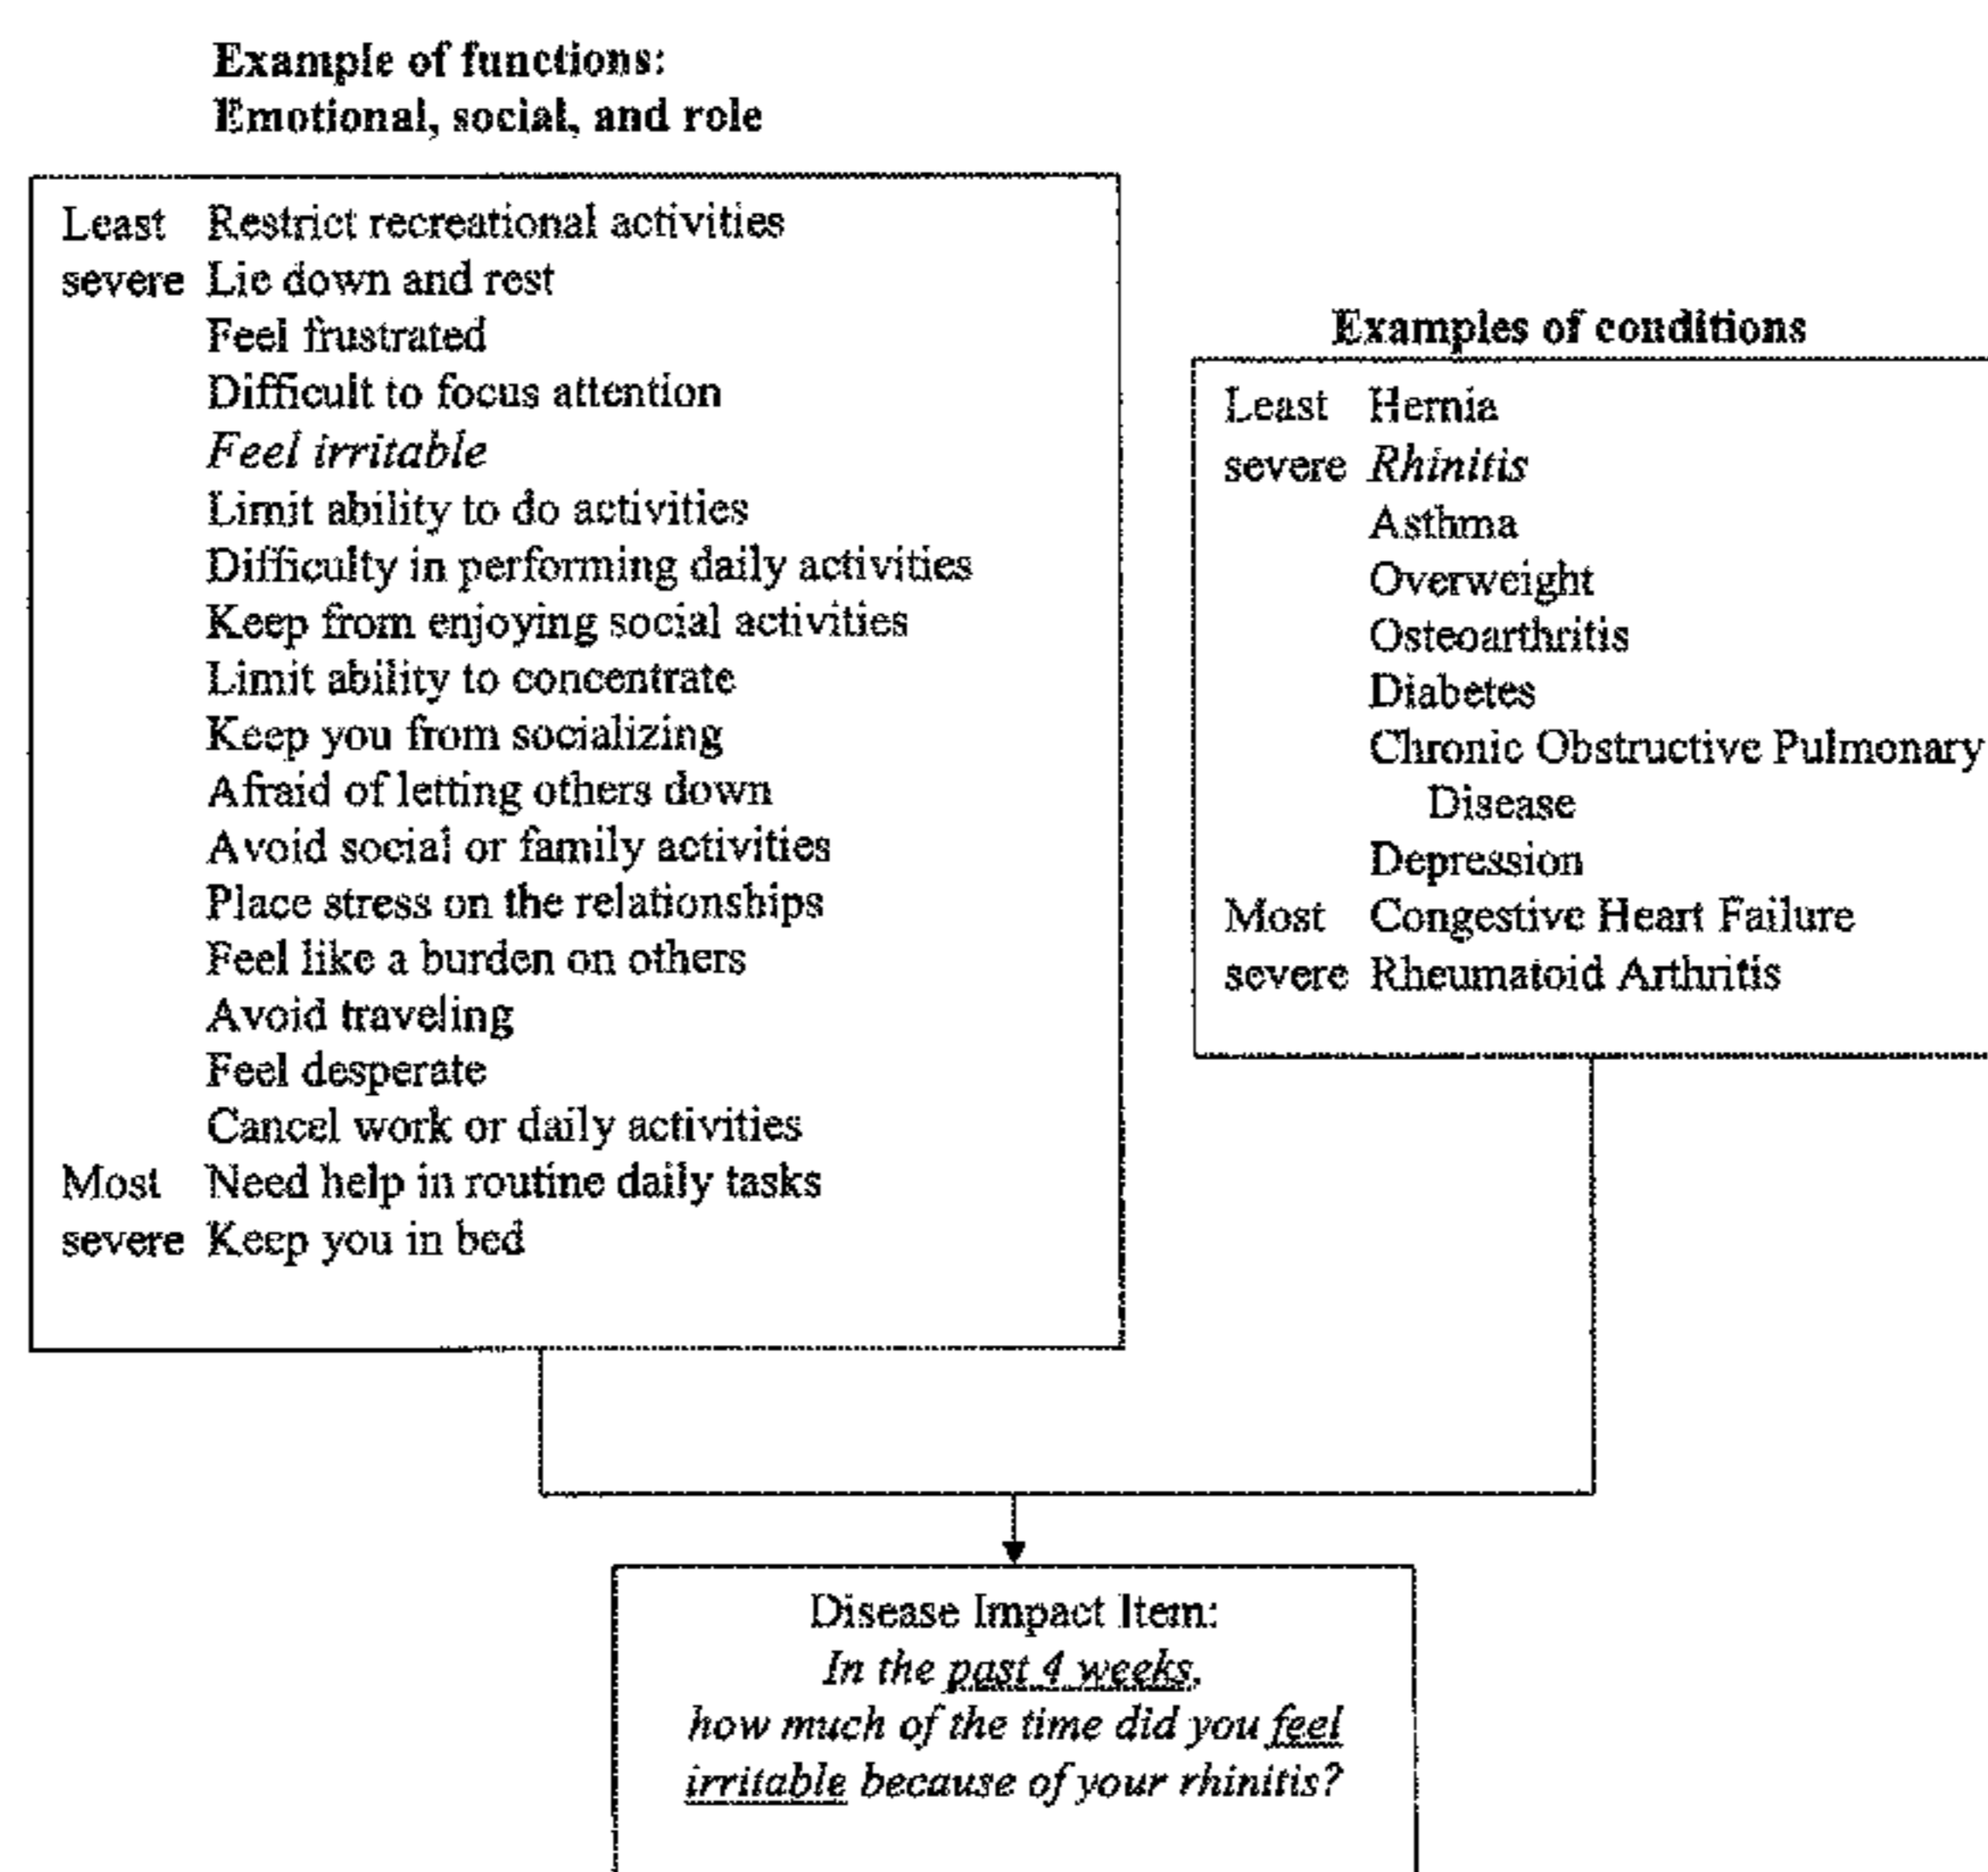 Example of functions:
Emotional, social, and role
Least Restrict recreational activities
severe Lie down and rest
Feel frustrated
Difficult to focus attention
Feel irritable
Limit ability to do activities
Difficulty in performing daily activities
Keep from enjoying social activities
Limit ability to concentrate
Keep you from socializing
Afraid of letting others down
Avoid social or family activities
Place stress on the relationships
Feel like a burden on others
Avoid traveling
Feel desperate
Cancel work or daily activities
Most Need help in routine daily tasks
severe Keep you in bed
Examples of conditions
Least Hernia
severe Rhinitis
Asthma
Overweight
Osteoarthritis
Diabetes
Chronic Obstructive Pulmonary
Disease
Depression
Most Congestive Heart Failure
severe Rheumatoid Arthritis
Disease Impact Item:
In the past 4 weeks,
how much of the time did you feel
irritable because of your rhinitis?